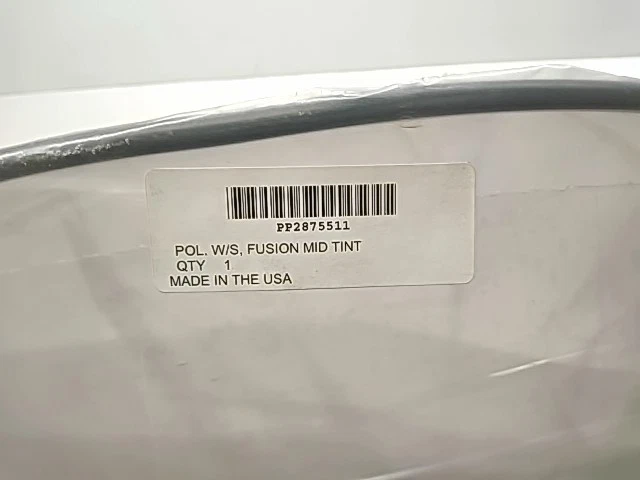 PP2875511
POL. W/S, FUSION MID TINT
QTY 1
MADE IN THE USA